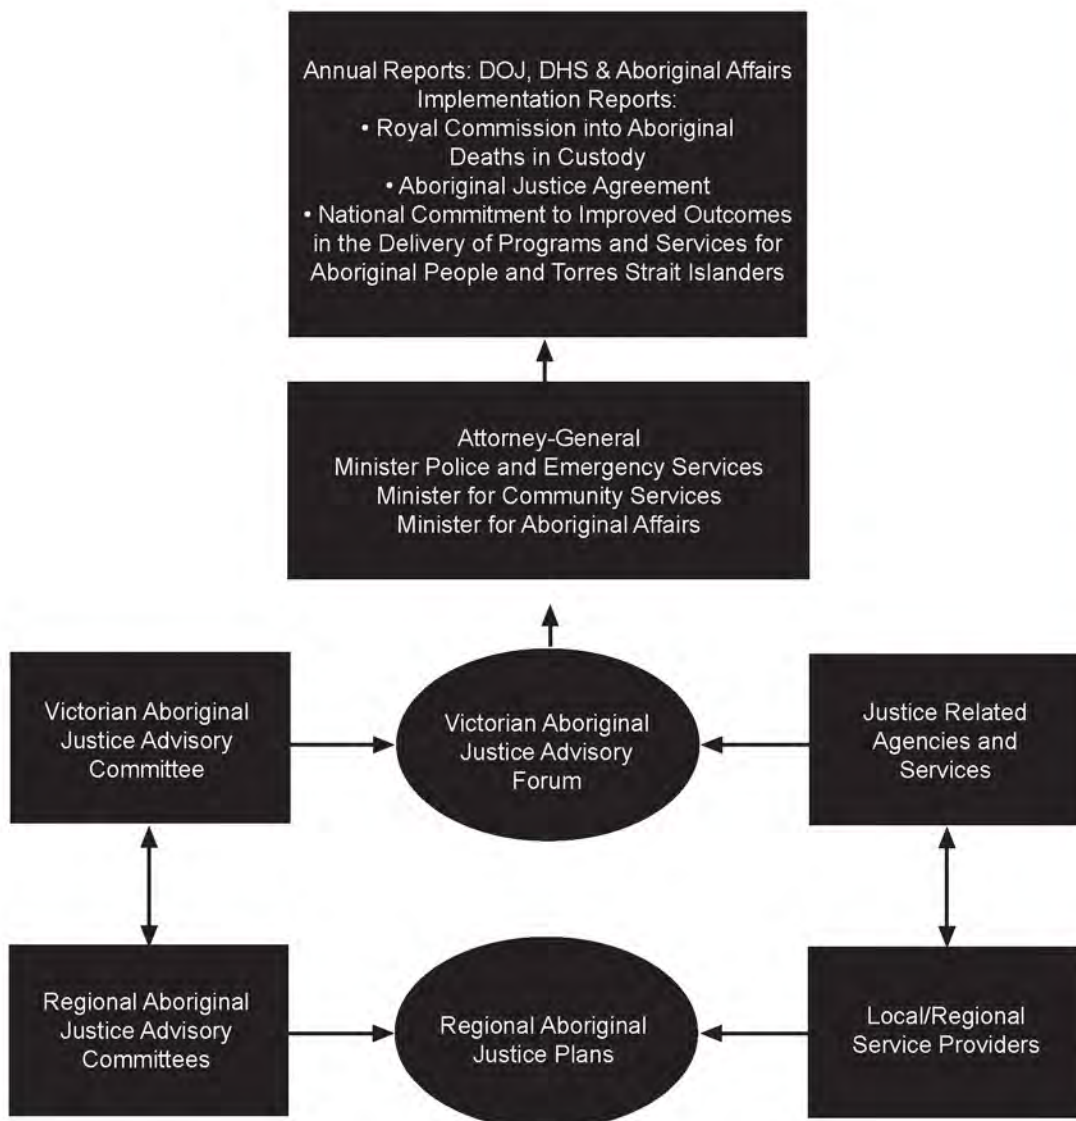 Annual Reports: DOJ, DHS & Aboriginal Affairs
Implementation Reports:
• Royal Commission into Aboriginal
Deaths in Custody
• Aboriginal Justice Agreement
• National Commitment to Improved Outcomes
in the Delivery of Programs and Services for
Aboriginal People and Torres Strait Islanders
Attorney-General
Minister Police and Emergency Services
Minister for Community Services
Minister for Aboriginal Affairs
Victorian Aboriginal
Justice Advisory
Committee
Victorian Aboriginal
Justice Advisory
Forum
Justice Related
Agencies and
Services
Regional Aboriginal
Justice Advisory
Committees
Regional Aboriginal
Justice Plans
Local/Regional
Service Providers